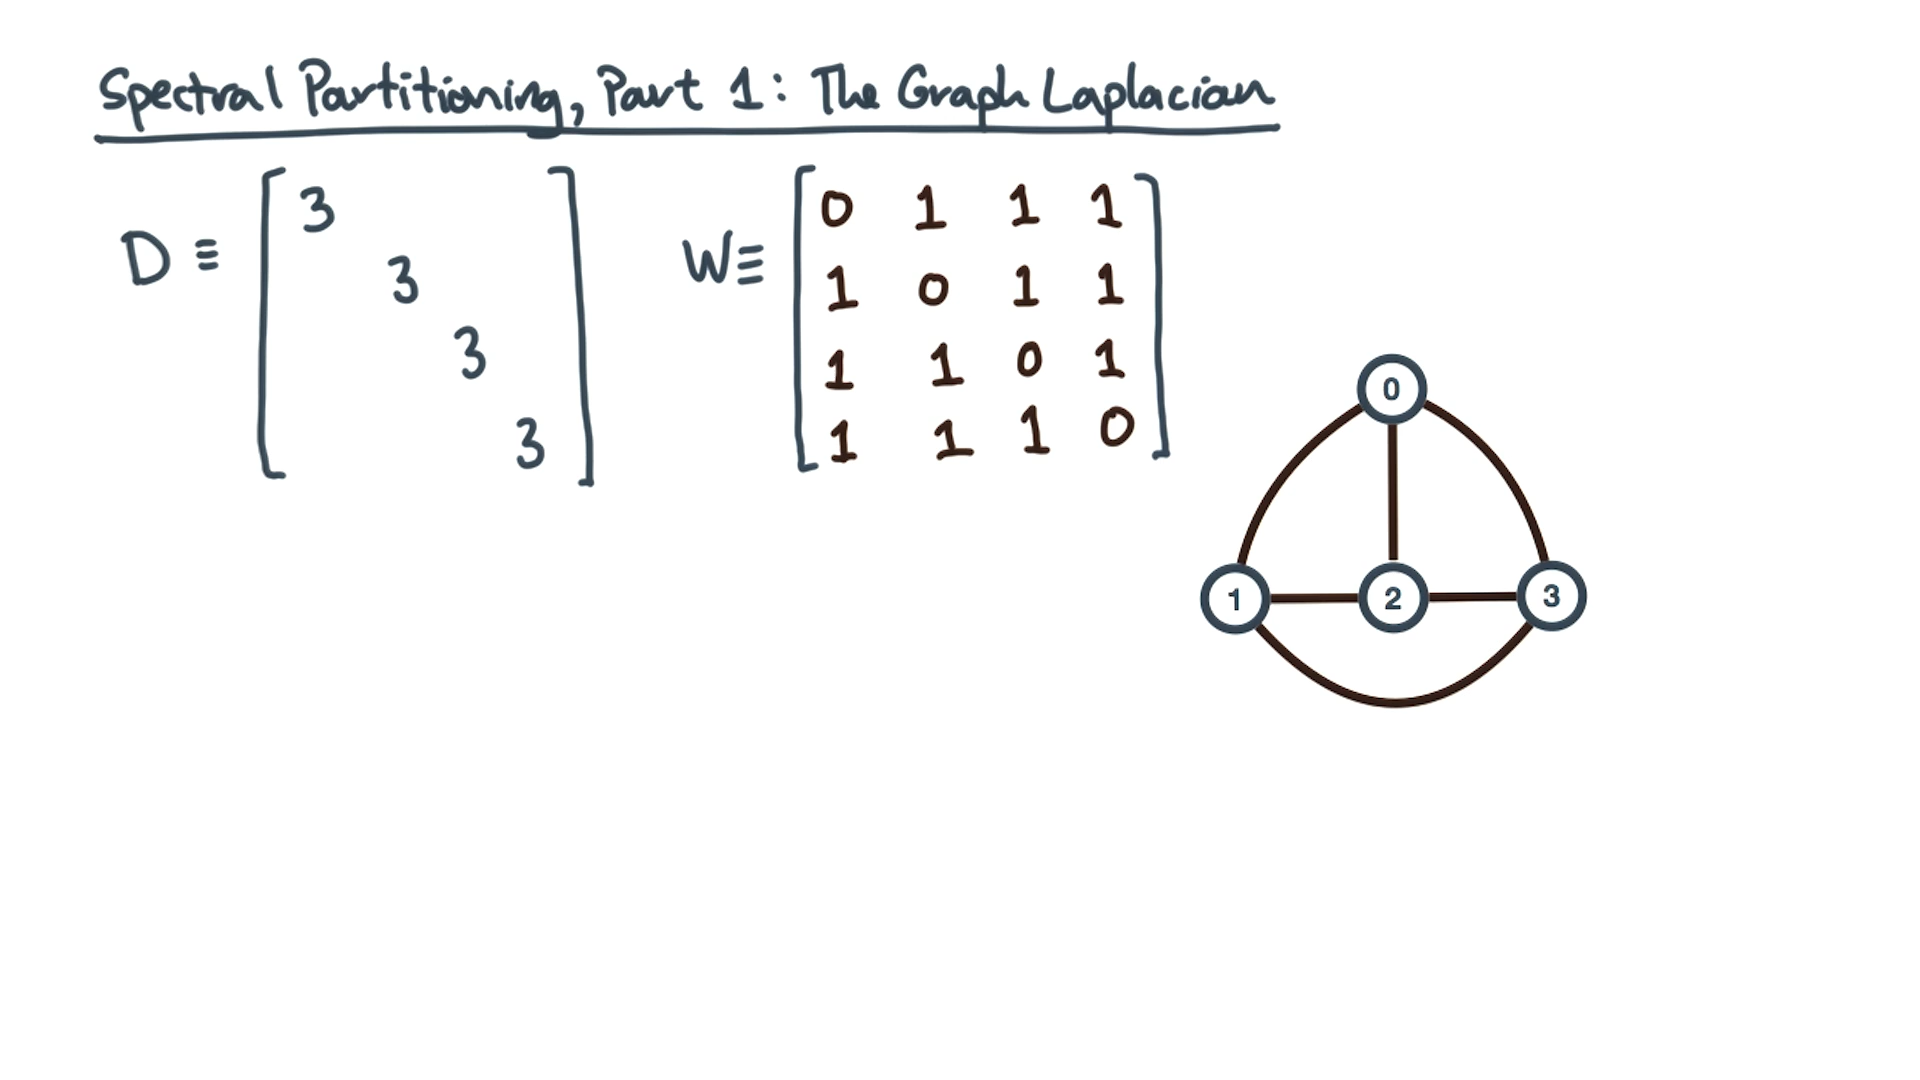 Spectral Partitioning, Part 1: The Graph Laplacian
D ≡ [ 3
3
3
3 ]
W ≡ [ 0 1 1 1
1 0 1 1
1 1 0 1
1 1 1 0 ]
0
1 2 3